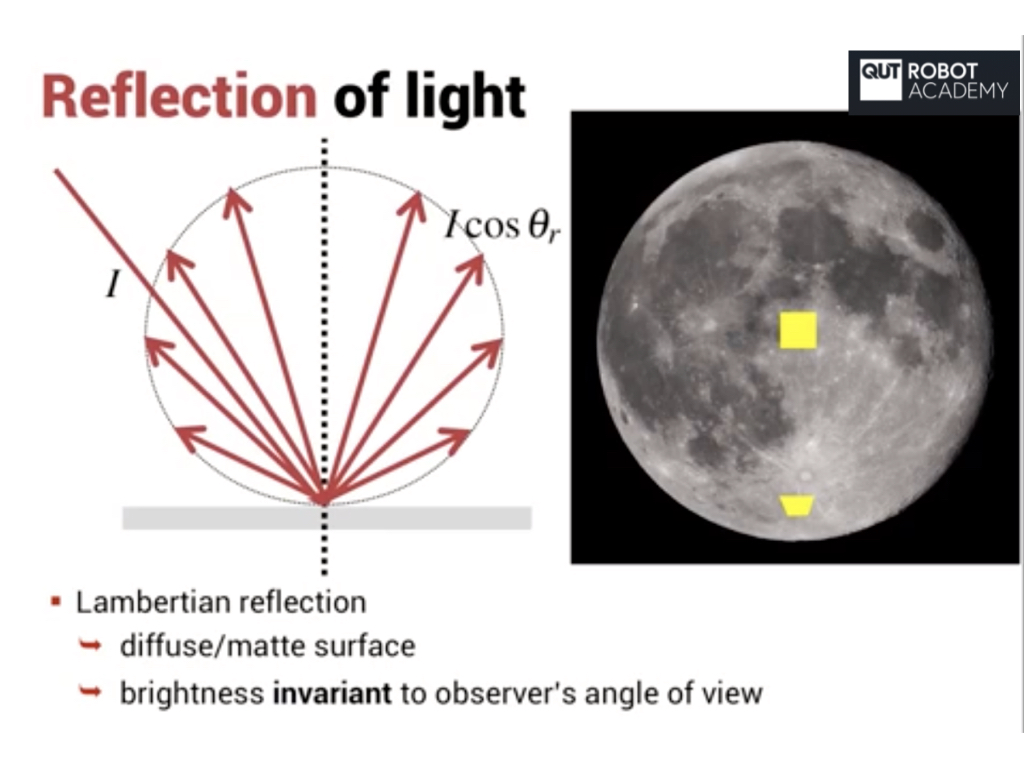 QUT ROBOT
ACADEMY
Reflection of light
I cos θr
I
Lambertian reflection
diffuse/matte surface
brightness invariant to observer's angle of view